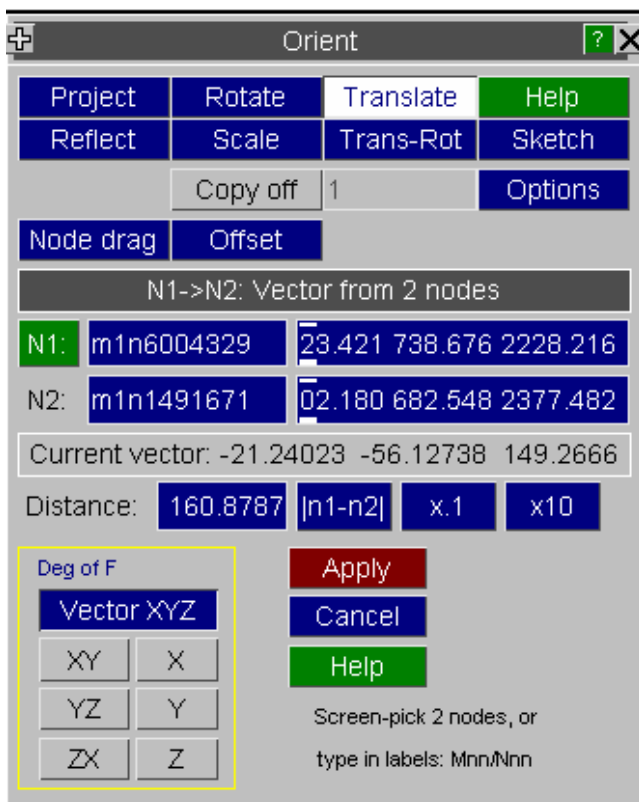 Orient ?
Project Rotate Translate Help
Reflect Scale Trans-Rot Sketch
Copy off 1 Options
Node drag Offset
N1->N2: Vector from 2 nodes
N1: m1n6004329 23.421 738.676 2228.216
N2: m1n1491671 02.180 682.548 2377.482
Current vector: -21.24023 -56.12738 149.2666
Distance: 160.8787 |n1-n2| x.1 x10
Deg of F
Vector XYZ
XY X
YZ Y
ZX Z
Apply
Cancel
Help
Screen-pick 2 nodes, or
type in labels: Mnn/Nnn